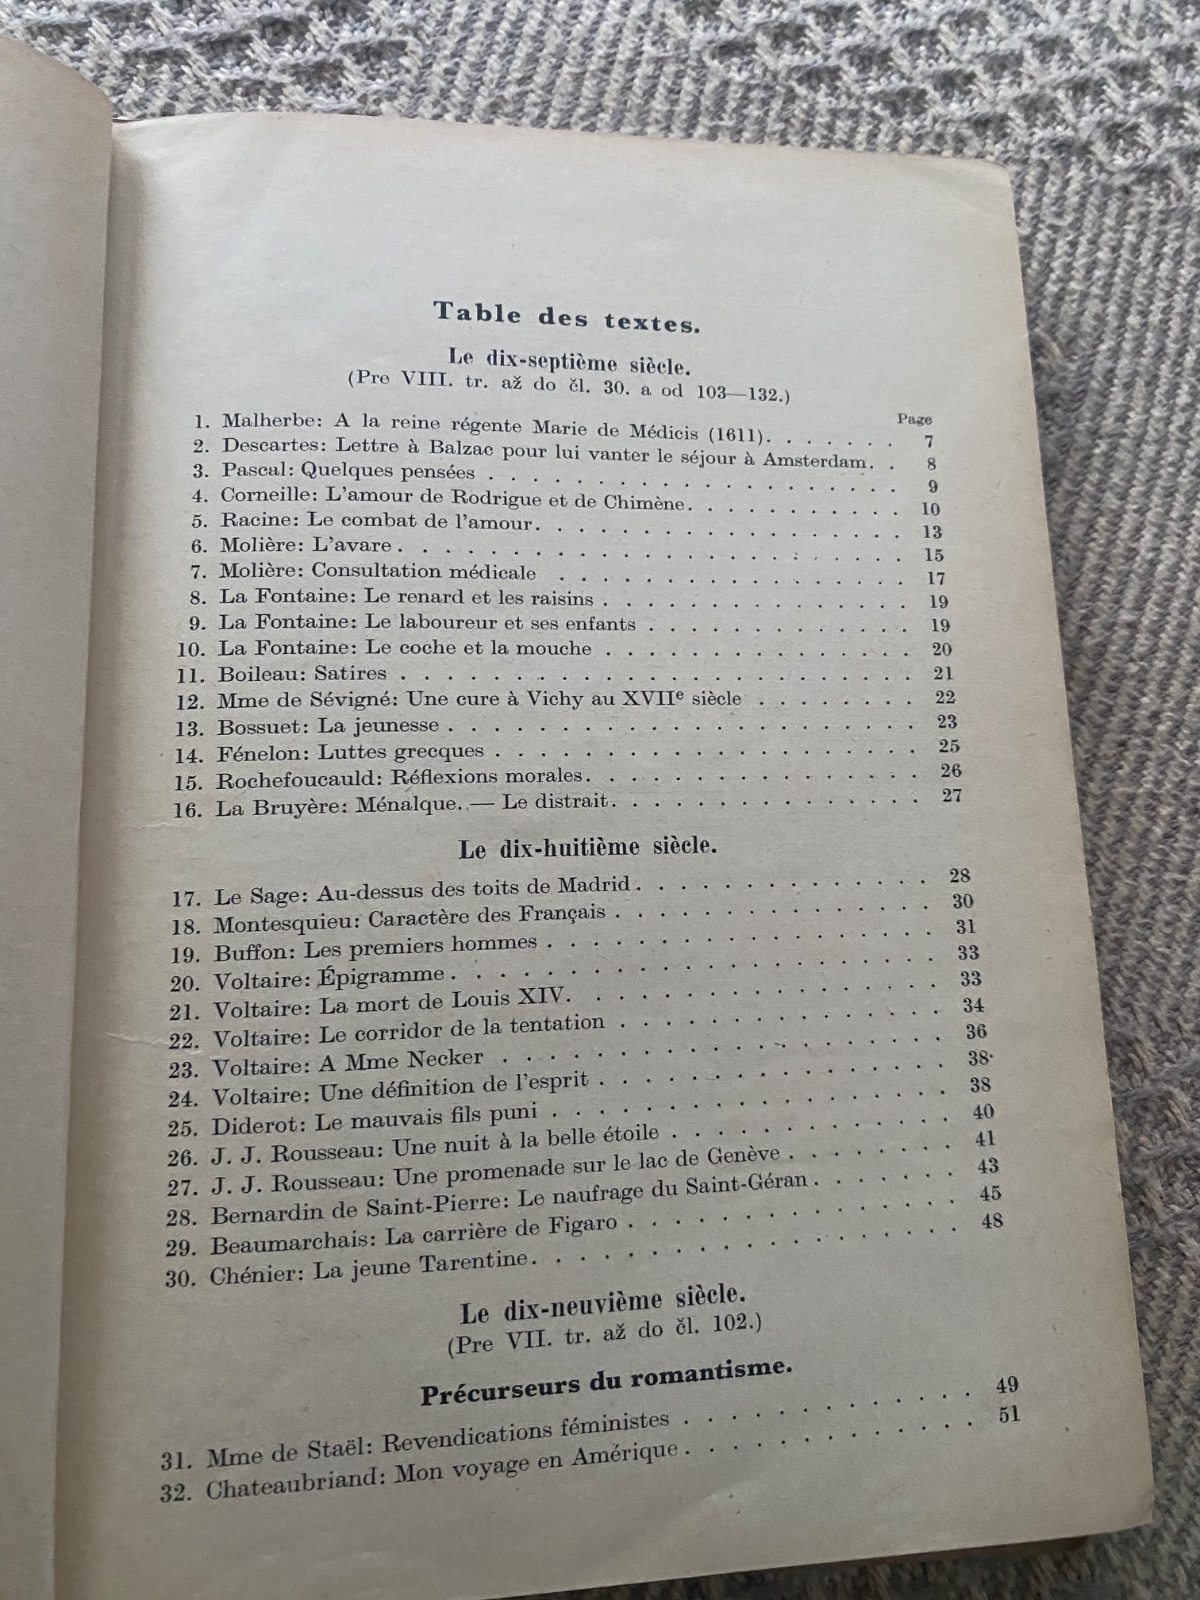 Table des textes.
Le dix-septième siècle.
(Pre VIII. tr. až do čl. 30. a od 103—132.)
Page
1. Malherbe: A la reine régente Marie de Médicis (1611). . . . . . . . 7
2. Descartes: Lettre à Balzac pour lui vanter le séjour à Amsterdam. . 8
3. Pascal: Quelques pensées . . . . . . . . . . . . . . . . . . . 9
4. Corneille: L'amour de Rodrigue et de Chimène. . . . . . . . . . . 10
5. Racine: Le combat de l'amour. . . . . . . . . . . . . . . . . 13
6. Molière: L'avare . . . . . . . . . . . . . . . . . . . . . . 15
7. Molière: Consultation médicale . . . . . . . . . . . . . . . . 17
8. La Fontaine: Le renard et les raisins . . . . . . . . . . . . . . 19
9. La Fontaine: Le laboureur et ses enfants . . . . . . . . . . . . 19
10. La Fontaine: Le coche et la mouche . . . . . . . . . . . . . . 20
11. Boileau: Satires . . . . . . . . . . . . . . . . . . . . . . 21
12. Mme de Sévigné: Une cure à Vichy au XVIIe siècle . . . . . . . . 22
13. Bossuet: La jeunesse . . . . . . . . . . . . . . . . . . . . 23
14. Fénelon: Luttes grecques . . . . . . . . . . . . . . . . . . . 25
15. Rochefoucauld: Réflexions morales. . . . . . . . . . . . . . . 26
16. La Bruyère: Ménalque. — Le distrait. . . . . . . . . . . . . . 27
Le dix-huitième siècle.
17. Le Sage: Au-dessus des toits de Madrid . . . . . . . . . . . . . 28
18. Montesquieu: Caractère des Français . . . . . . . . . . . . . . 30
19. Buffon: Les premiers hommes . . . . . . . . . . . . . . . . . 31
20. Voltaire: Épigramme . . . . . . . . . . . . . . . . . . . . 33
21. Voltaire: La mort de Louis XIV. . . . . . . . . . . . . . . . 33
22. Voltaire: Le corridor de la tentation . . . . . . . . . . . . . . 34
23. Voltaire: A Mme Necker . . . . . . . . . . . . . . . . . . . 36
24. Voltaire: Une définition de l'esprit . . . . . . . . . . . . . . . 38
25. Diderot: Le mauvais fils puni . . . . . . . . . . . . . . . . . 38
26. J. J. Rousseau: Une nuit à la belle étoile . . . . . . . . . . . . 40
27. J. J. Rousseau: Une promenade sur le lac de Genève . . . . . . . 41
28. Bernardin de Saint-Pierre: Le naufrage du Saint-Géran . . . . . . 43
29. Beaumarchais: La carrière de Figaro . . . . . . . . . . . . . . 45
30. Chénier: La jeune Tarentine. . . . . . . . . . . . . . . . . . 48
Le dix-neuvième siècle.
(Pre VII. tr. až do čl. 102.)
Précurseurs du romantisme.
31. Mme de Staël: Revendications féministes . . . . . . . . . . . . 49
32. Chateaubriand: Mon voyage en Amérique . . . . . . . . . . . . 51